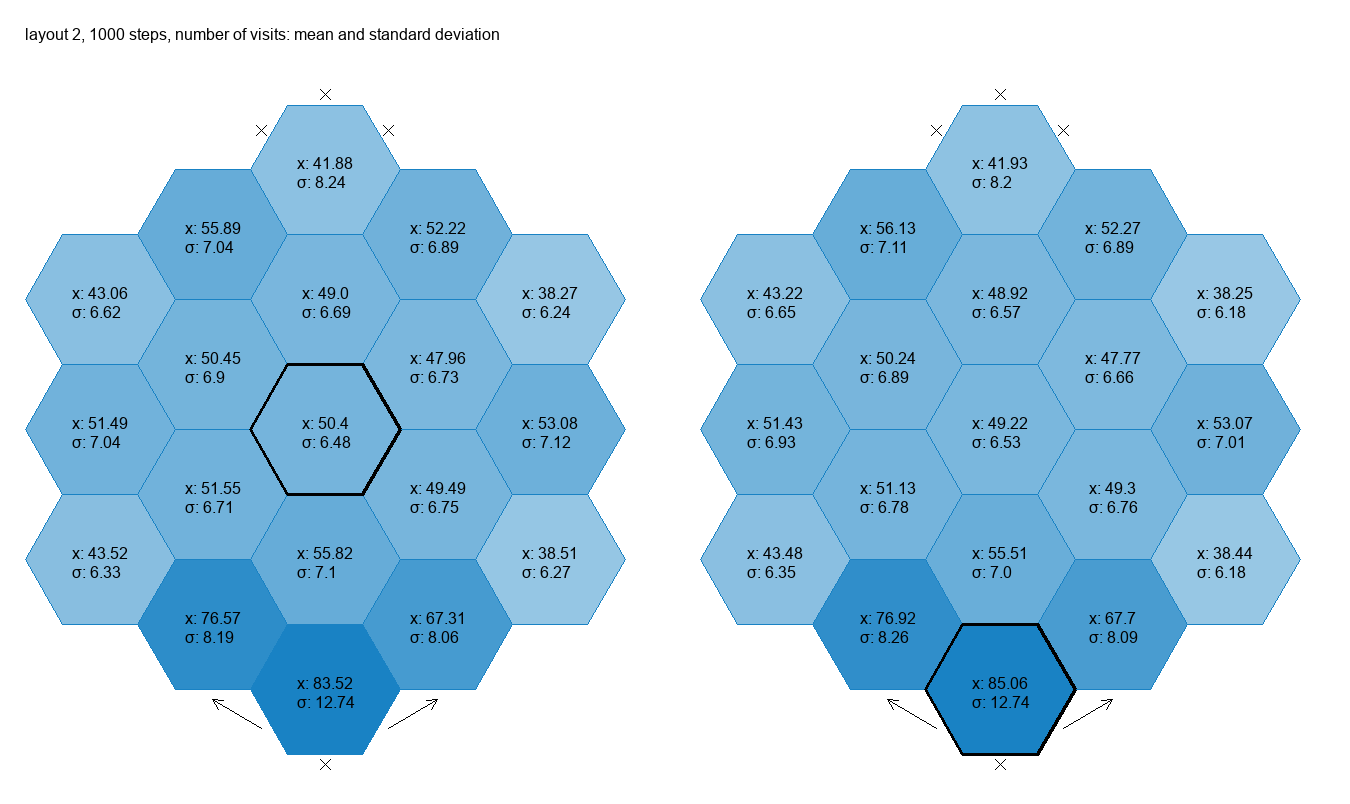 layout 2, 1000 steps, number of visits: mean and standard deviation
x: 41.88
σ: 8.24
x: 55.89
σ: 7.04
x: 52.22
σ: 6.89
x: 43.06
σ: 6.62
x: 49.0
σ: 6.69
x: 38.27
σ: 6.24
x: 50.45
σ: 6.9
x: 47.96
σ: 6.73
x: 51.49
σ: 7.04
x: 50.4
σ: 6.48
x: 53.08
σ: 7.12
x: 51.55
σ: 6.71
x: 49.49
σ: 6.75
x: 43.52
σ: 6.33
x: 55.82
σ: 7.1
x: 38.51
σ: 6.27
x: 76.57
σ: 8.19
x: 67.31
σ: 8.06
x: 83.52
σ: 12.74
x: 41.93
σ: 8.2
x: 56.13
σ: 7.11
x: 52.27
σ: 6.89
x: 43.22
σ: 6.65
x: 48.92
σ: 6.57
x: 38.25
σ: 6.18
x: 50.24
σ: 6.89
x: 47.77
σ: 6.66
x: 51.43
σ: 6.93
x: 49.22
σ: 6.53
x: 53.07
σ: 7.01
x: 51.13
σ: 6.78
x: 49.3
σ: 6.76
x: 43.48
σ: 6.35
x: 55.51
σ: 7.0
x: 38.44
σ: 6.18
x: 76.92
σ: 8.26
x: 67.7
σ: 8.09
x: 85.06
σ: 12.74